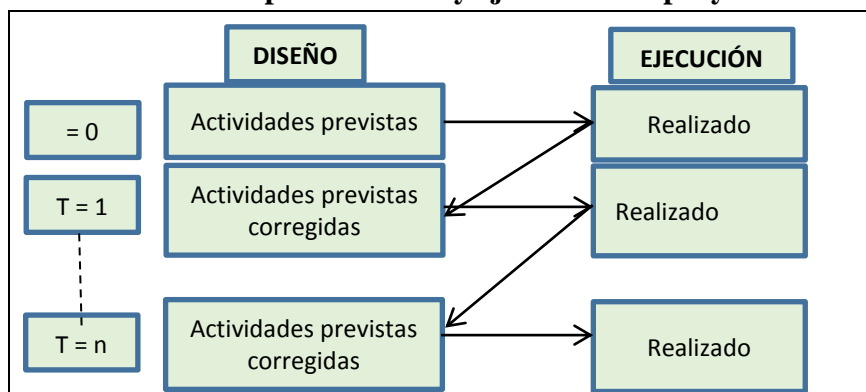 DISEÑO
EJECUCIÓN
= 0
Actividades previstas
Realizado
T = 1
Actividades previstas
corregidas
Realizado
T = n
Actividades previstas
corregidas
Realizado